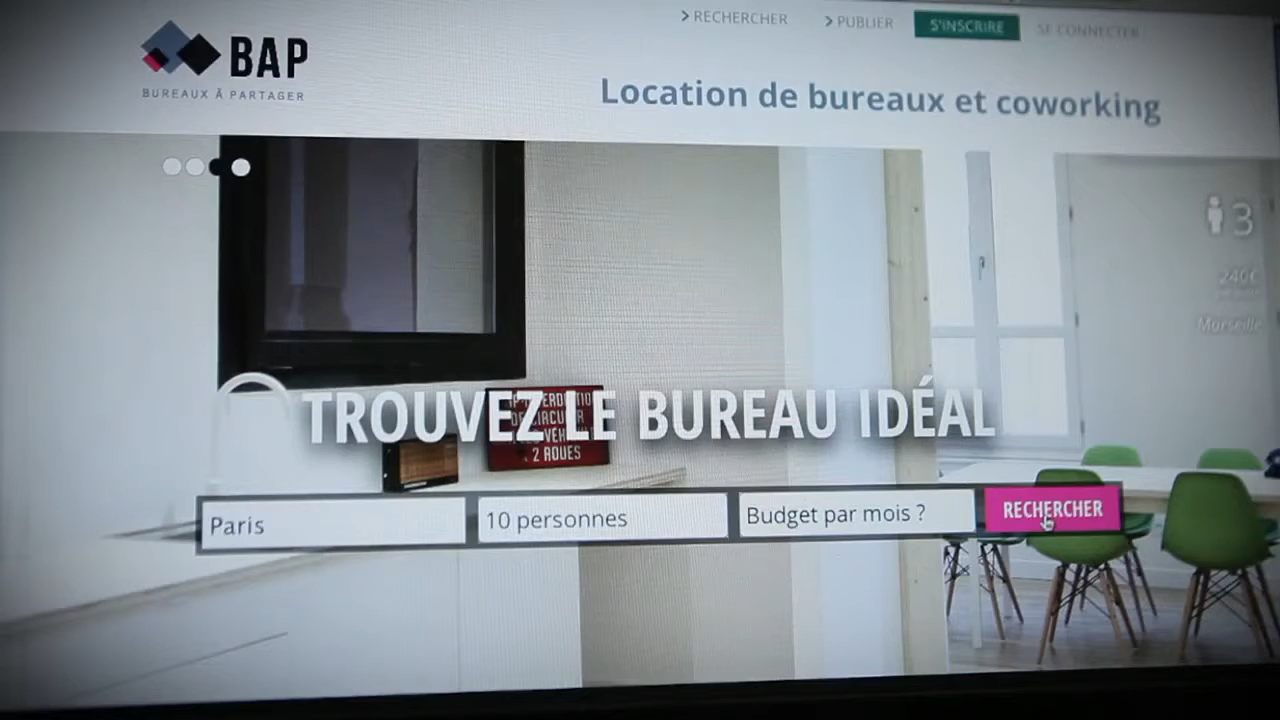 RECHERCHER
PUBLIER
S'INSCRIRE
SE CONNECTER
BAP
BUREAUX À PARTAGER
Location de bureaux et coworking
3
240€
Marseille
TROUVEZ LE BUREAU IDÉAL
2 ROUES
Paris
10 personnes
Budget par mois ?
RECHERCHER